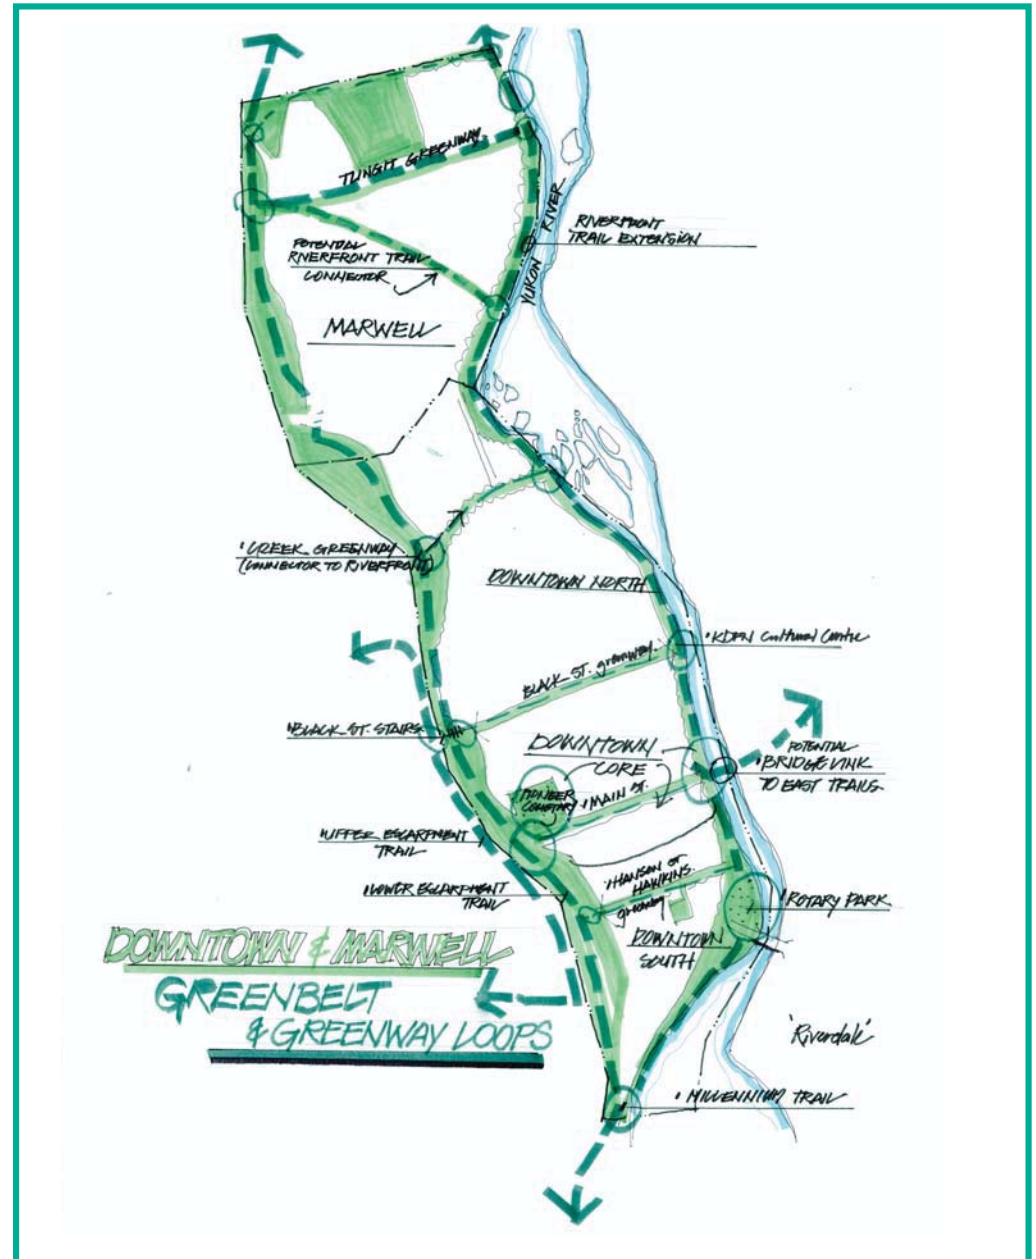 TLINGIT GREENWAY
YUKON RIVER
RIVERFRONT
TRAIL EXTENSION
POTENTIAL
RIVERFRONT TRAIL
CONNECTOR
MARWELL
CREEK GREENWAY
(CONNECTOR TO RIVERFRONT)
DOWNTOWN NORTH
KDFN Cultural Centre
BLACK ST. greenway
BLACK ST. STAIRS
DOWNTOWN
CORE
POTENTIAL
BRIDGE LINK
TO EAST TRAILS
PIONEER
CEMETARY
MAIN ST.
UPPER ESCARPMENT
TRAIL
HANSON or
HAWKINS
greenway
LOWER ESCARPMENT
TRAIL
ROTARY PARK
DOWNTOWN
SOUTH
DOWNTOWN & MARWELL
GREENBELT
& GREENWAY LOOPS
'Riverdale'
MILLENNIUM TRAIL